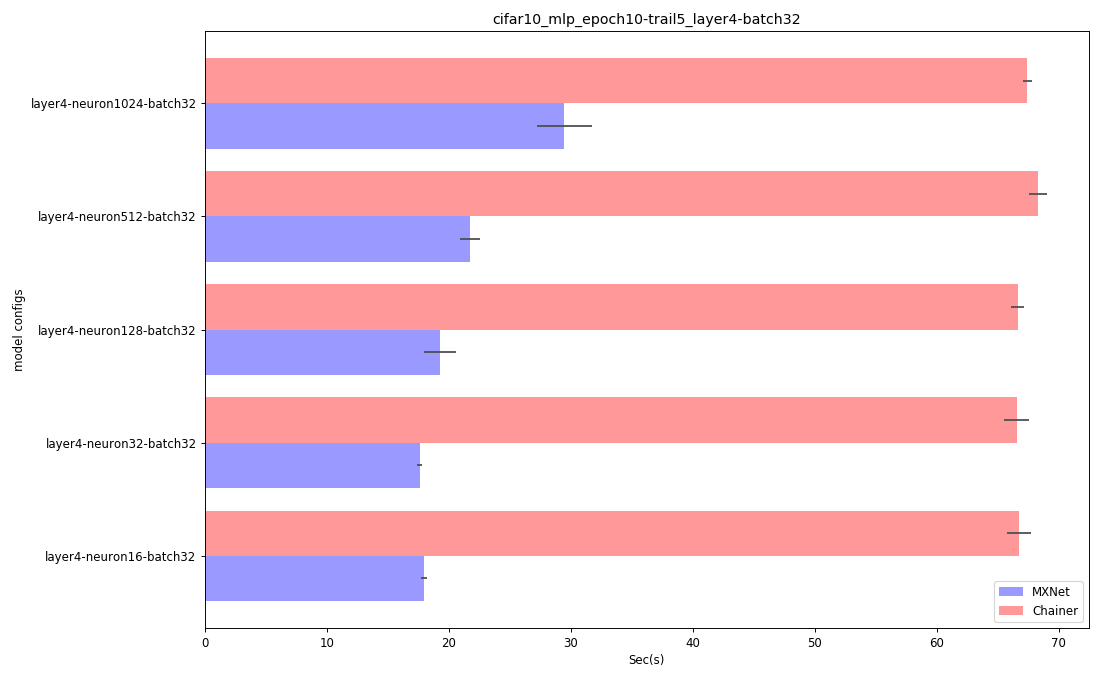 cifar10_mlp_epoch10-trail5_layer4-batch32
model configs
layer4-neuron1024-batch32
layer4-neuron512-batch32
layer4-neuron128-batch32
layer4-neuron32-batch32
layer4-neuron16-batch32
MXNet
Chainer
0 10 20 30 40 50 60 70
Sec(s)